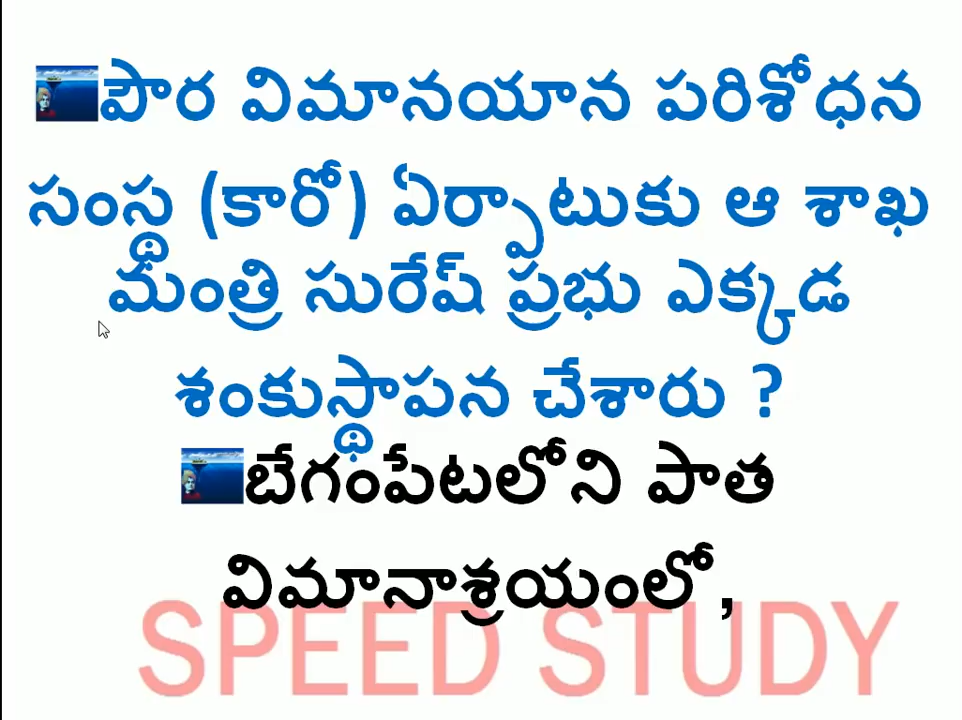 పౌర విమానయాన పరిశోధన
సంస్థ (కారో) ఏర్పాటుకు ఆ శాఖ
మంత్రి సురేష్ ప్రభు ఎక్కడ
శంకుస్థాపన చేశారు ?
బేగంపేటలోని పాత
విమానాశ్రయంలో,
SPEED STUDY